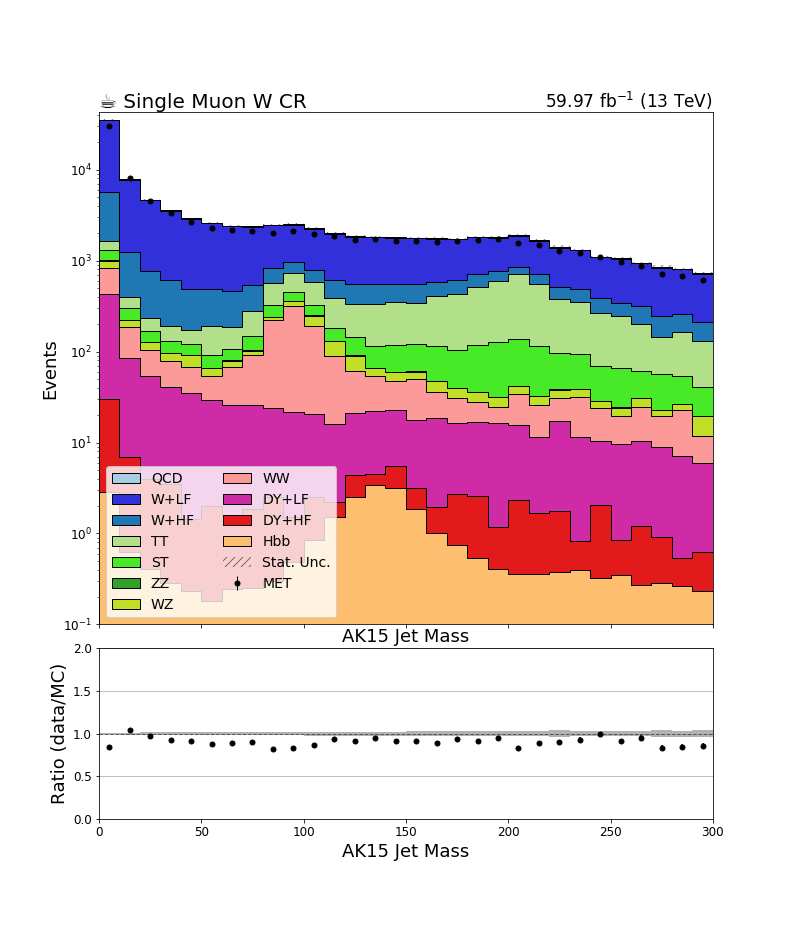 ☕ Single Muon W CR
59.97 fb⁻¹ (13 TeV)
Events
10⁴
10³
10²
10¹
10⁰
10⁻¹
QCD
W+LF
W+HF
TT
ST
ZZ
WZ
WW
DY+LF
DY+HF
Hbb
Stat. Unc.
MET
AK15 Jet Mass
Ratio (data/MC)
2.0
1.5
1.0
0.5
0.0
0 50 100 150 200 250 300
AK15 Jet Mass